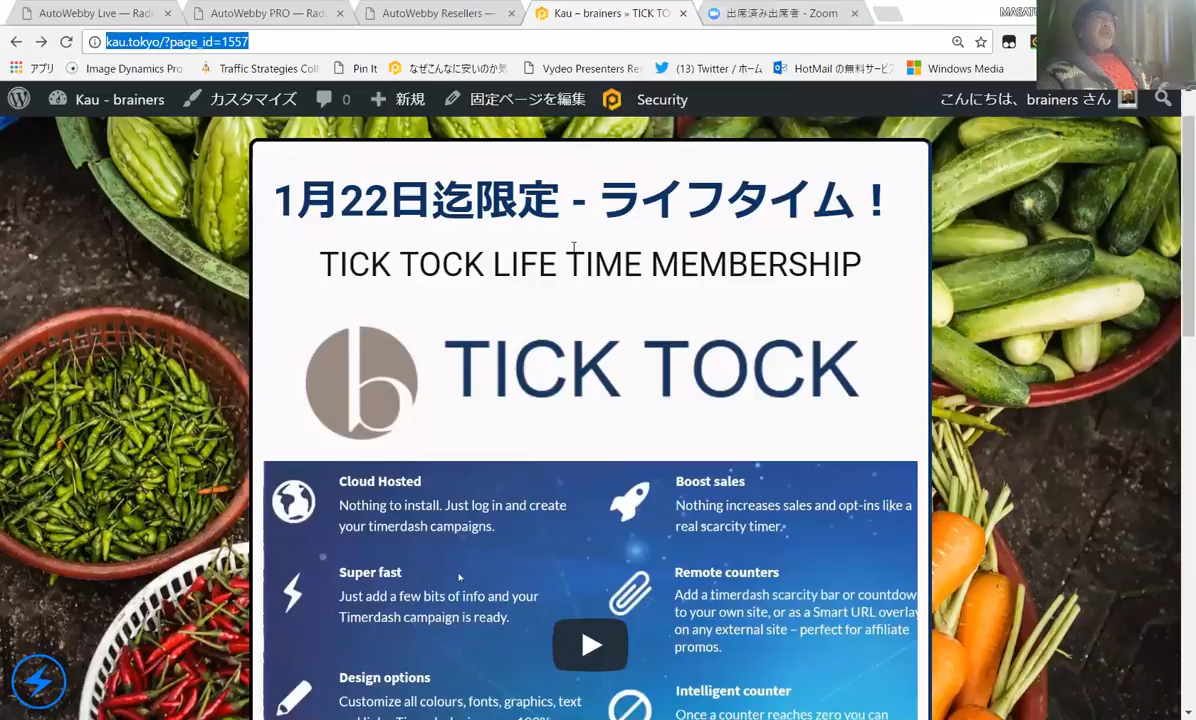 AutoWebby Live — Rad
AutoWebby PRO — Rad
AutoWebby Resellers —
Kau – brainers » TICK TO
出席済み出席者 - Zoom
kau.tokyo/?page_id=1557
アプリ
Image Dynamics Pro
Traffic Strategies Coll
Pin It
なぜこんなに安いのか気
Vydeo Presenters Res
(13) Twitter / ホーム
HotMail の無料サービ
Windows Media
Kau - brainers
カスタマイズ
0
新規
固定ページを編集
Security
こんにちは、brainers さん
1月22日迄限定 - ライフタイム！
TICK TOCK LIFE TIME MEMBERSHIP
b TICK TOCK
Cloud Hosted
Nothing to install. Just log in and create
your timerdash campaigns.
Boost sales
Nothing increases sales and opt-ins like a
real scarcity timer.
Super fast
Just add a few bits of info and your
Timerdash campaign is ready.
Remote counters
Add a timerdash scarcity bar or countdow
to your own site, or as a Smart URL overlay
on any external site – perfect for affiliate
promos.
Design options
Customize all colours, fonts, graphics, text
Intelligent counter
Once a counter reaches zero you can